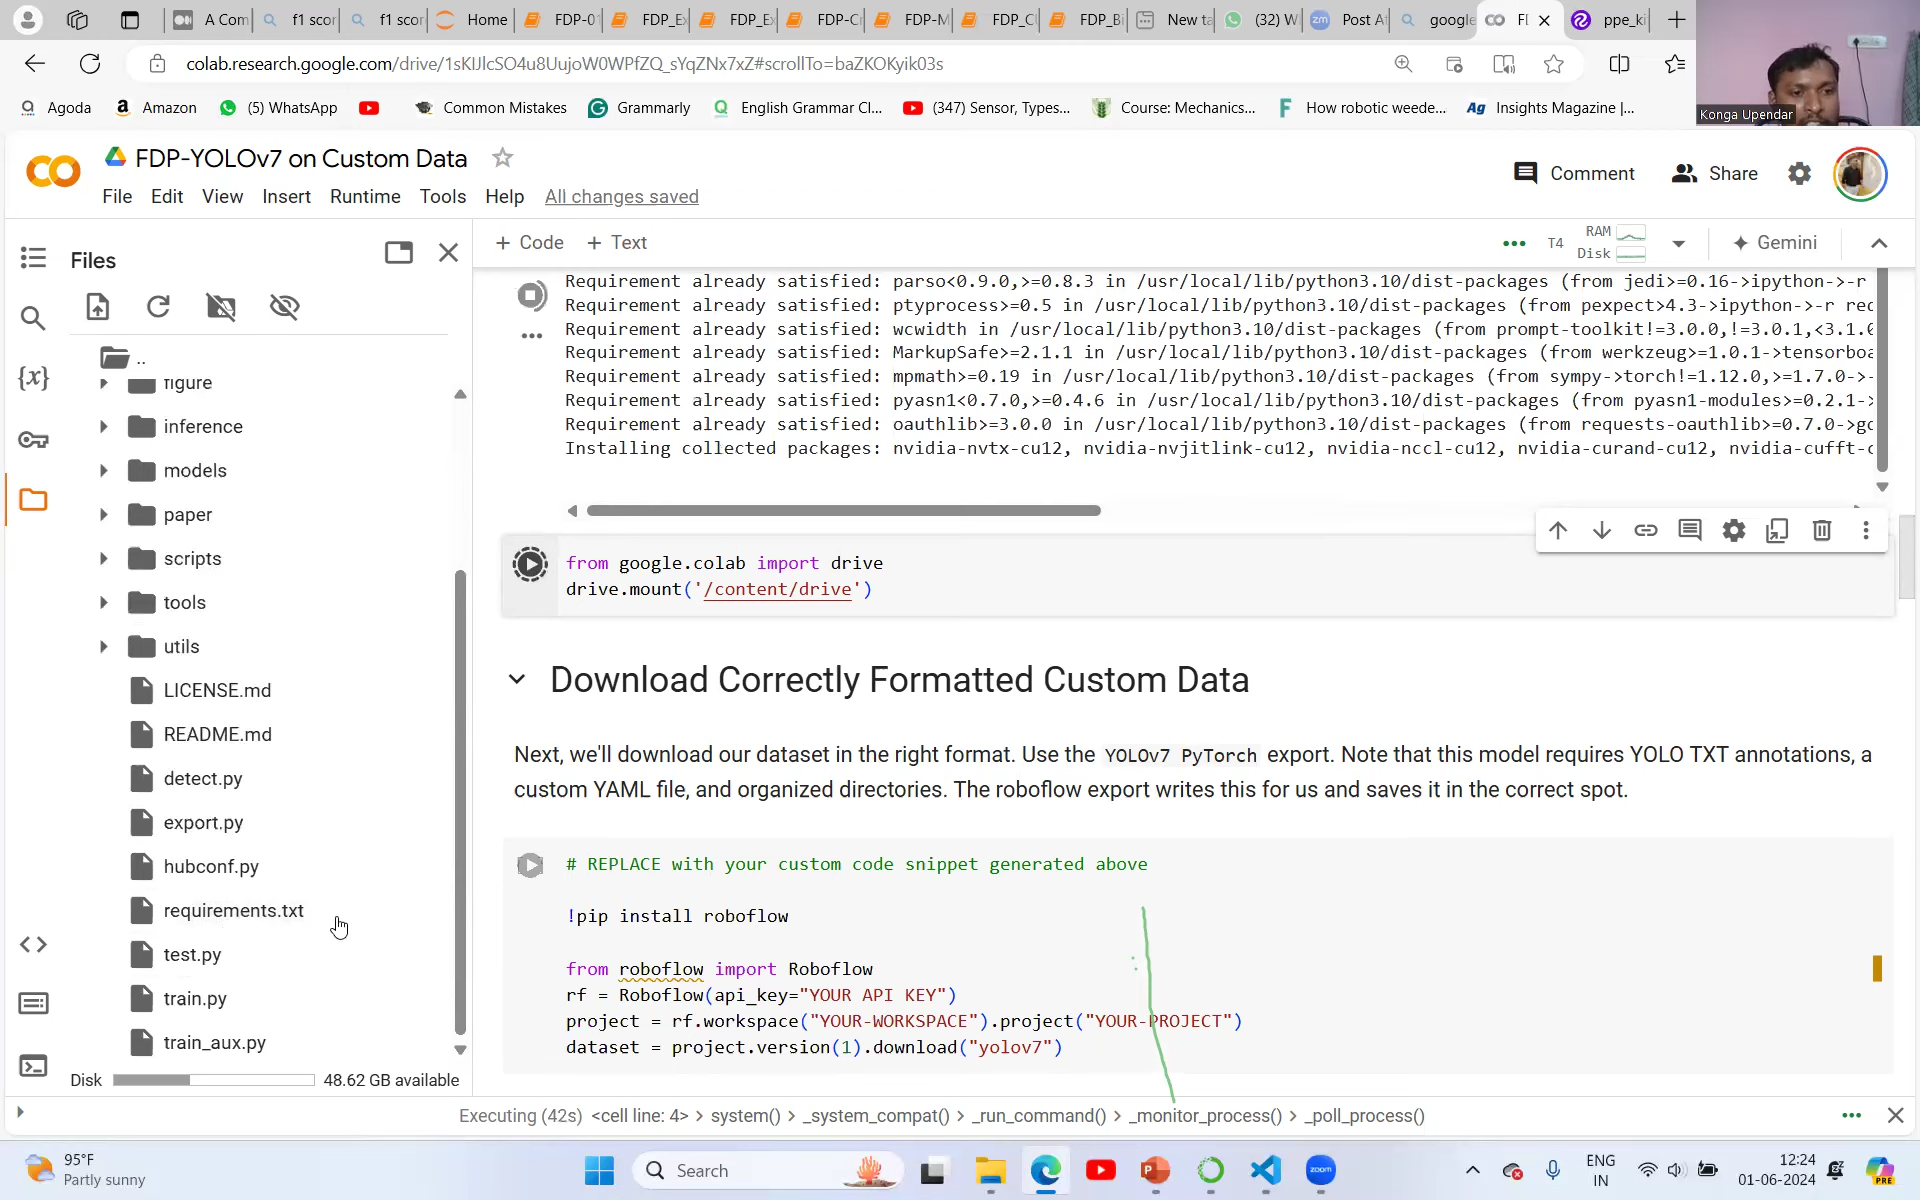 A Com
f1 scor
f1 scor
Home
FDP-01
FDP_Ex
FDP_Ex
FDP-Cr
FDP-M
FDP_CU
FDP_Bi
New ta
(32) W
Post A
google
ppe_ki
colab.research.google.com/drive/1sKIJlcSO4u8UujoW0WPfZQ_sYqZNx7xZ#scrollTo=baZKOKyik03s
Agoda
Amazon
(5) WhatsApp
Common Mistakes
Grammarly
English Grammar Cl...
(347) Sensor, Types...
Course: Mechanics...
How robotic weede...
Insights Magazine |...
Konga Upendar
FDP-YOLOv7 on Custom Data
File Edit View Insert Runtime Tools Help All changes saved
Comment
Share
Files
+ Code + Text
T4
RAM
Disk
Gemini
..
figure
inference
models
paper
scripts
tools
utils
LICENSE.md
README.md
detect.py
export.py
hubconf.py
requirements.txt
test.py
train.py
train_aux.py
Disk 48.62 GB available
Requirement already satisfied: parso<0.9.0,>=0.8.3 in /usr/local/lib/python3.10/dist-packages (from jedi>=0.16->ipython->-r
Requirement already satisfied: ptyprocess>=0.5 in /usr/local/lib/python3.10/dist-packages (from pexpect>4.3->ipython->-r rec
Requirement already satisfied: wcwidth in /usr/local/lib/python3.10/dist-packages (from prompt-toolkit!=3.0.0,!=3.0.1,<3.1.0
Requirement already satisfied: MarkupSafe>=2.1.1 in /usr/local/lib/python3.10/dist-packages (from werkzeug>=1.0.1->tensorboa
Requirement already satisfied: mpmath>=0.19 in /usr/local/lib/python3.10/dist-packages (from sympy->torch!=1.12.0,>=1.7.0->-
Requirement already satisfied: pyasn1<0.7.0,>=0.4.6 in /usr/local/lib/python3.10/dist-packages (from pyasn1-modules>=0.2.1->
Requirement already satisfied: oauthlib>=3.0.0 in /usr/local/lib/python3.10/dist-packages (from requests-oauthlib>=0.7.0->go
Installing collected packages: nvidia-nvtx-cu12, nvidia-nvjitlink-cu12, nvidia-nccl-cu12, nvidia-curand-cu12, nvidia-cufft-c
from google.colab import drive
drive.mount('/content/drive')
Download Correctly Formatted Custom Data
Next, we'll download our dataset in the right format. Use the YOLOv7 PyTorch export. Note that this model requires YOLO TXT annotations, a
custom YAML file, and organized directories. The roboflow export writes this for us and saves it in the correct spot.
# REPLACE with your custom code snippet generated above
!pip install roboflow
from roboflow import Roboflow
rf = Roboflow(api_key="YOUR API KEY")
project = rf.workspace("YOUR-WORKSPACE").project("YOUR-PROJECT")
dataset = project.version(1).download("yolov7")
Executing (42s) <cell line: 4> > system() > _system_compat() > _run_command() > _monitor_process() > _poll_process()
95°F
Partly sunny
Search
zoom
ENG
IN
12:24
01-06-2024